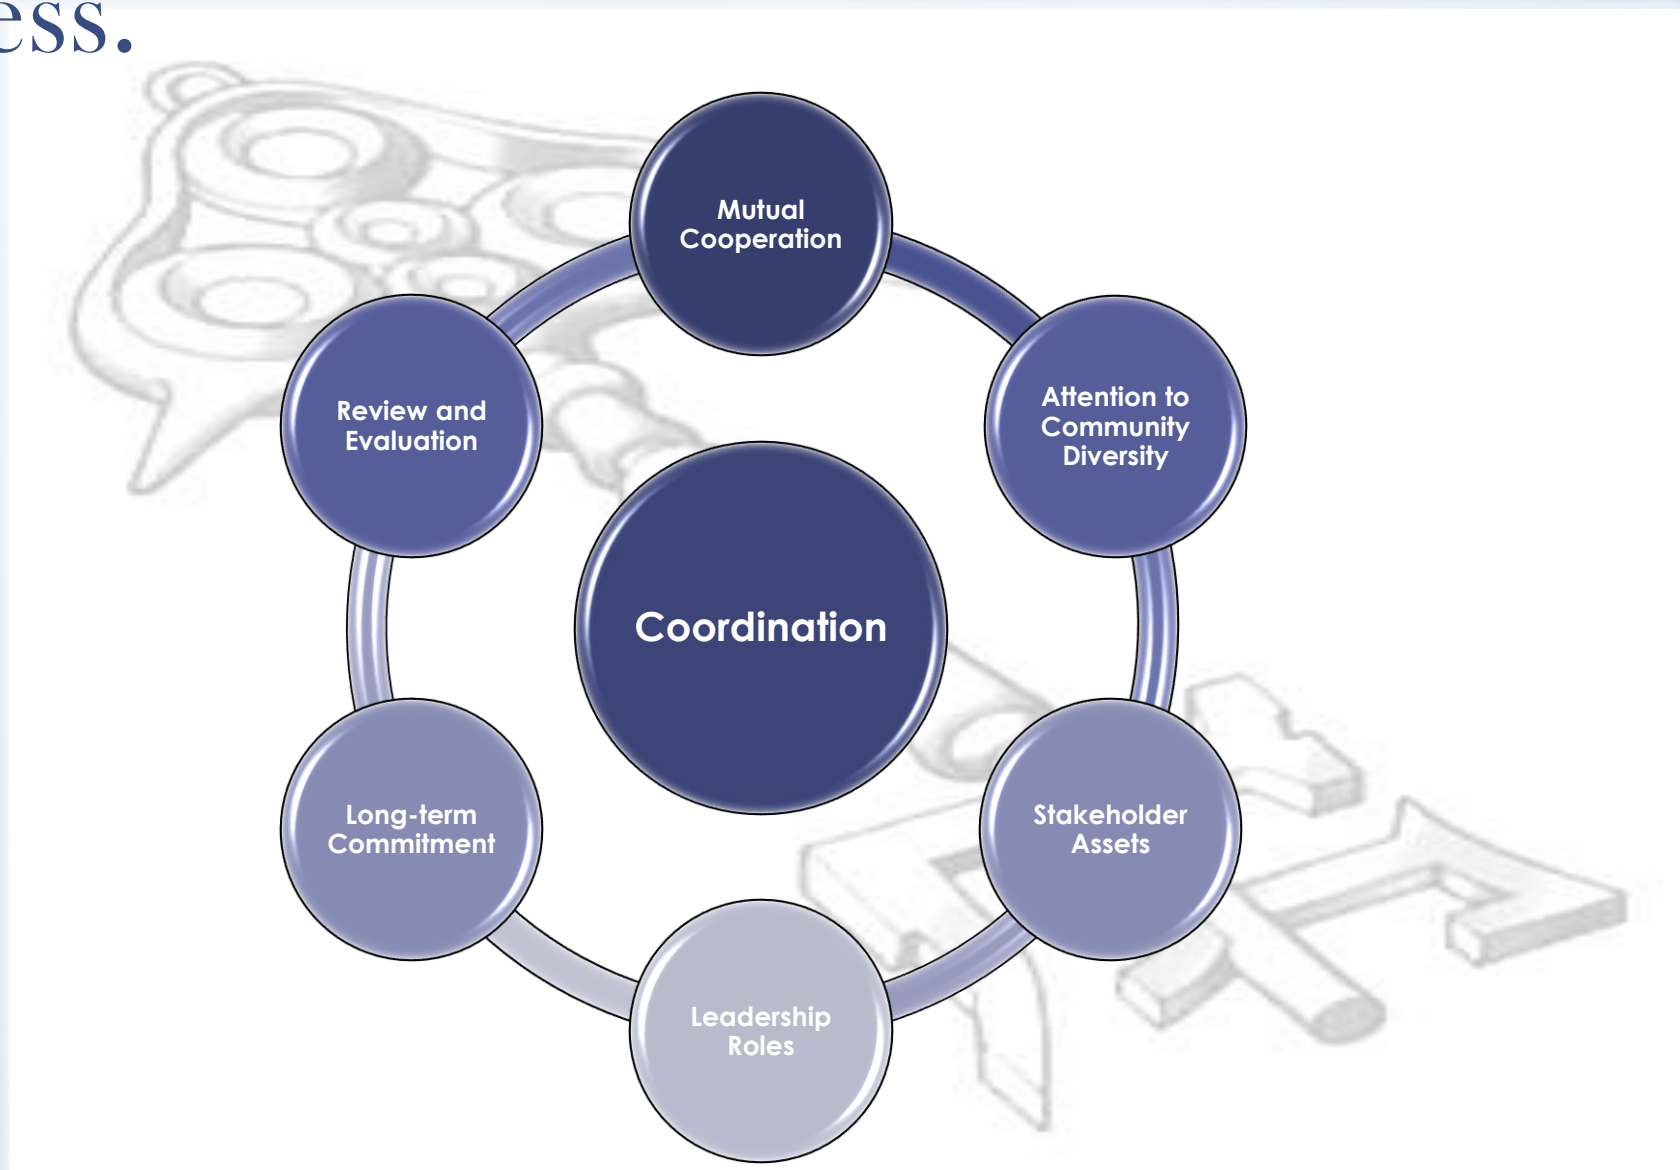 ess.
Mutual
Cooperation
Attention to
Community
Diversity
Stakeholder
Assets
Leadership
Roles
Long-term
Commitment
Review and
Evaluation
Coordination